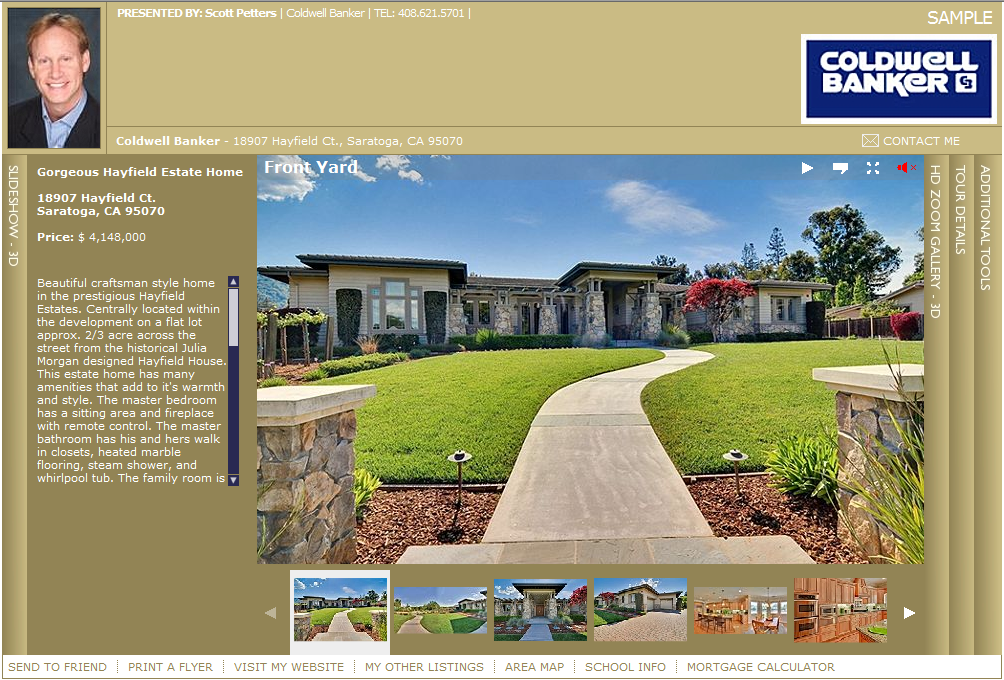 PRESENTED BY: Scott Petters | Coldwell Banker | TEL: 408.621.5701 |
SAMPLE
COLDWELL
BANKER CB
Coldwell Banker - 18907 Hayfield Ct., Saratoga, CA 95070
CONTACT ME
SLIDESHOW - 3D
Gorgeous Hayfield Estate Home
18907 Hayfield Ct.
Saratoga, CA 95070
Price: $ 4,148,000
Beautiful craftsman style home
in the prestigious Hayfield
Estates. Centrally located within
the development on a flat lot
approx. 2/3 acre across the
street from the historical Julia
Morgan designed Hayfield House.
This estate home has many
amenities that add to it's warmth
and style. The master bedroom
has a sitting area and fireplace
with remote control. The master
bathroom has his and hers walk
in closets, heated marble
flooring, steam shower, and
whirlpool tub. The family room is
Front Yard
HD ZOOM GALLERY - 3D
TOUR DETAILS
ADDITIONAL TOOLS
SEND TO FRIEND
PRINT A FLYER
VISIT MY WEBSITE
MY OTHER LISTINGS
AREA MAP
SCHOOL INFO
MORTGAGE CALCULATOR